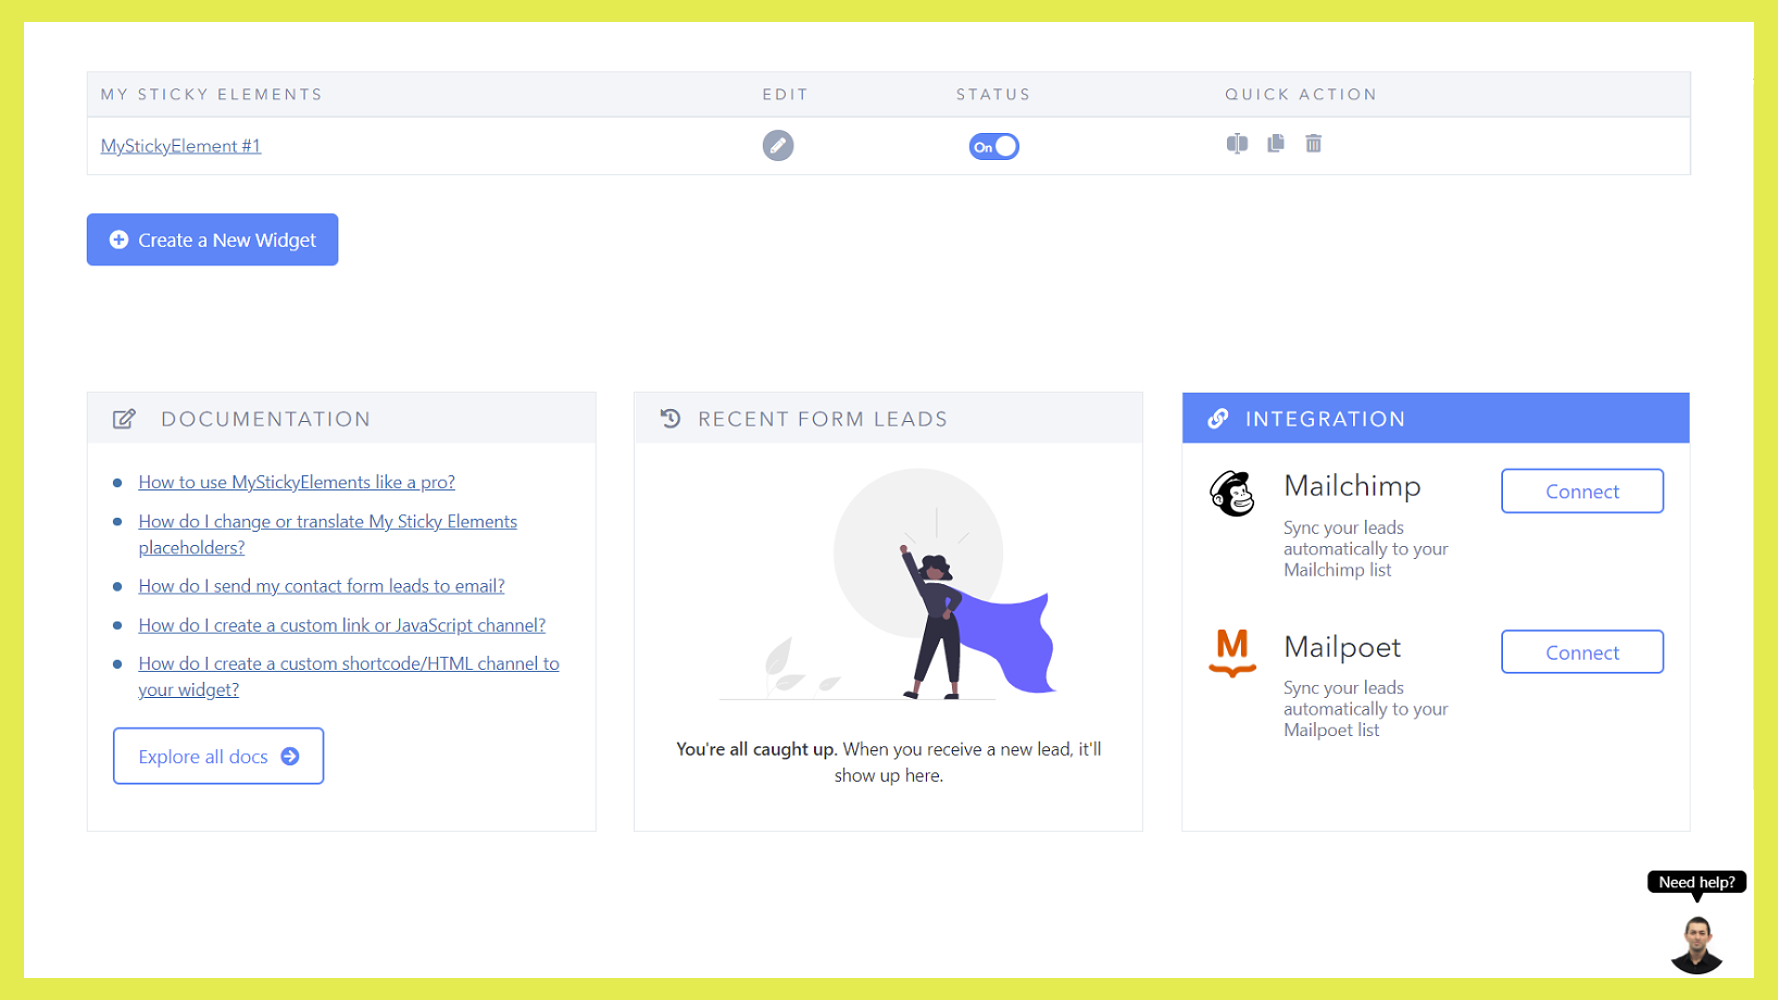 MY STICKY ELEMENTS EDIT STATUS QUICK ACTION
MyStickyElement #1 On
Create a New Widget
DOCUMENTATION
How to use MyStickyElements like a pro?
How do I change or translate My Sticky Elements
placeholders?
How do I send my contact form leads to email?
How do I create a custom link or JavaScript channel?
How do I create a custom shortcode/HTML channel to
your widget?
Explore all docs
RECENT FORM LEADS
You're all caught up. When you receive a new lead, it'll
show up here.
INTEGRATION
Mailchimp
Connect
Sync your leads
automatically to your
Mailchimp list
M
Mailpoet
Connect
Sync your leads
automatically to your
Mailpoet list
Need help?